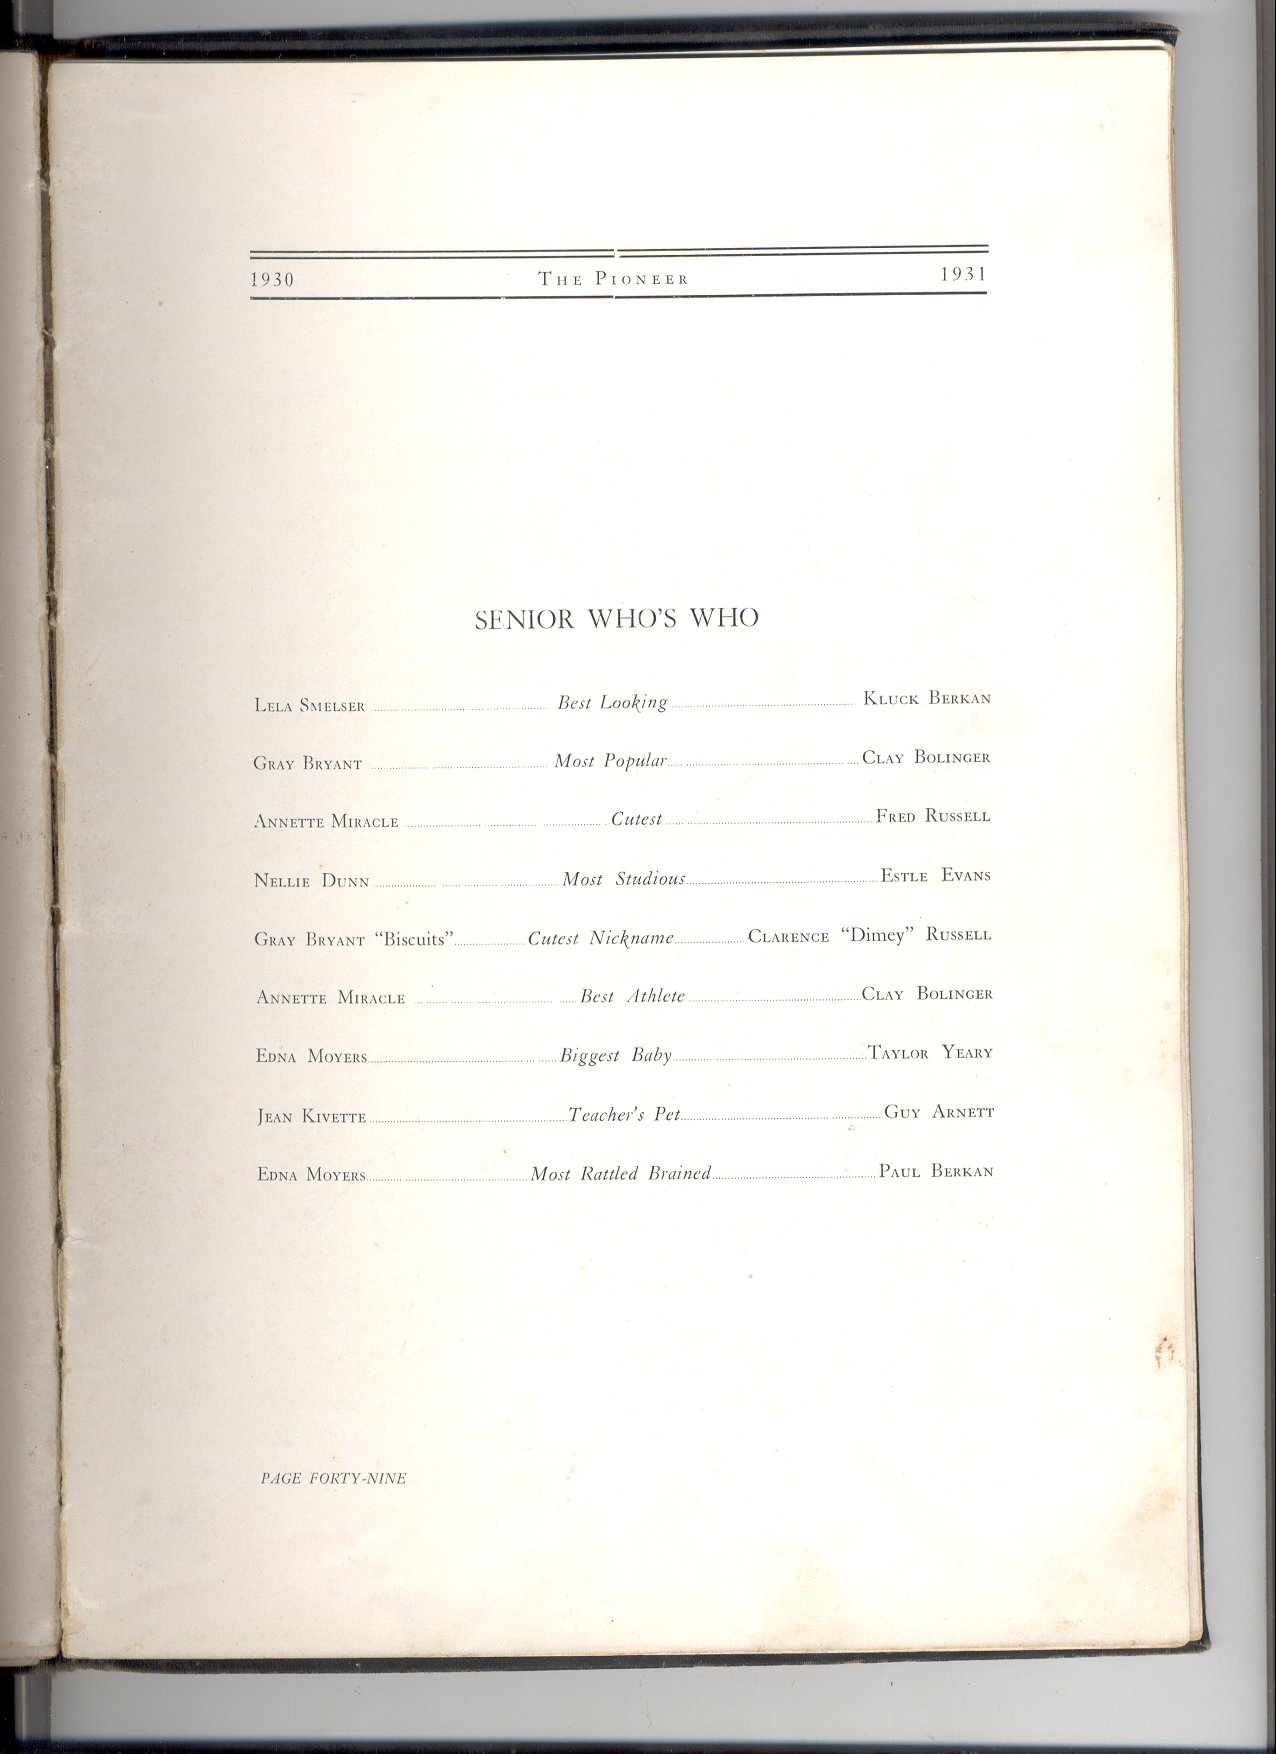 1930 THE PIONEER 1931
SENIOR WHO'S WHO
LELA SMELSER ........ Best Looking ........ KLUCK BERKAN
GRAY BRYANT ........ Most Popular ........ CLAY BOLINGER
ANNETTE MIRACLE ........ Cutest ........ FRED RUSSELL
NELLIE DUNN ........ Most Studious ........ ESTLE EVANS
GRAY BRYANT “Biscuits” ........ Cutest Nickname ........ CLARENCE “Dimey” RUSSELL
ANNETTE MIRACLE ........ Best Athlete ........ CLAY BOLINGER
EDNA MOYERS ........ Biggest Baby ........ TAYLOR YEARY
JEAN KIVETTE ........ Teacher's Pet ........ GUY ARNETT
EDNA MOYERS ........ Most Rattled Brained ........ PAUL BERKAN
PAGE FORTY-NINE